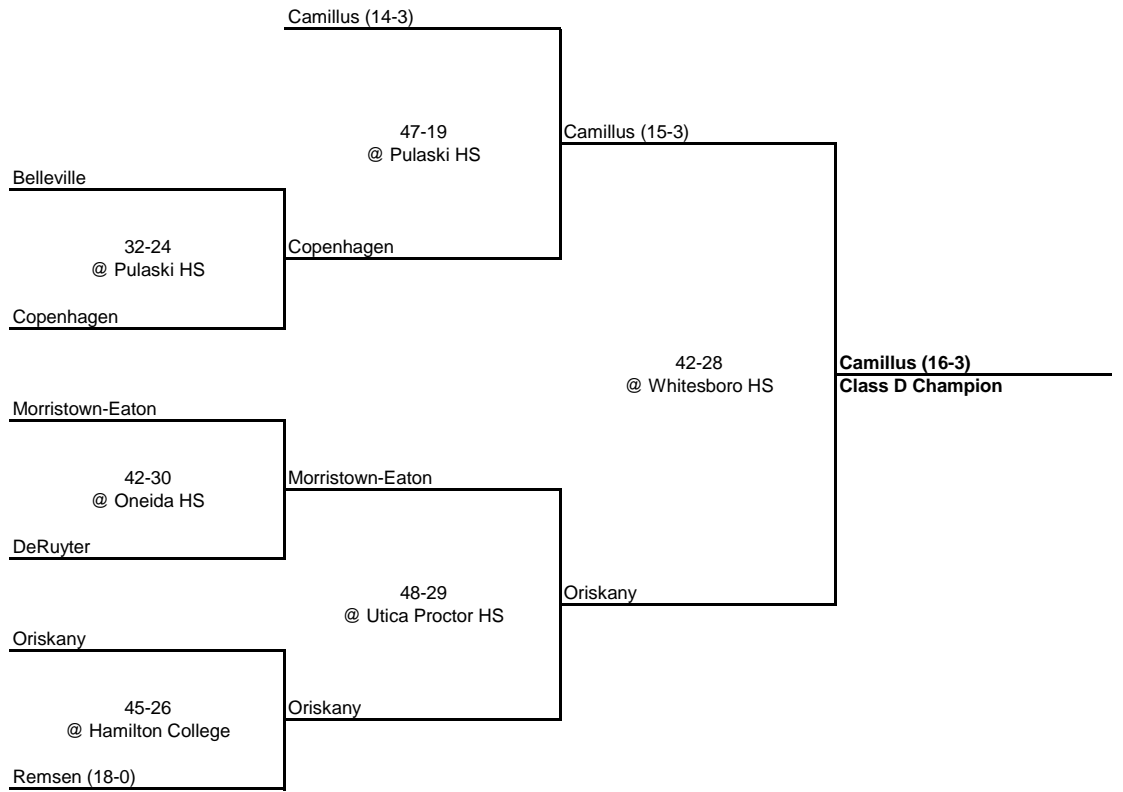 Camillus (14-3)
47-19
@ Pulaski HS
Camillus (15-3)
Belleville
32-24
@ Pulaski HS
Copenhagen
Copenhagen
42-28
@ Whitesboro HS
Camillus (16-3)
Class D Champion
Morristown-Eaton
42-30
@ Oneida HS
Morristown-Eaton
DeRuyter
48-29
@ Utica Proctor HS
Oriskany
Oriskany
45-26
@ Hamilton College
Oriskany
Remsen (18-0)